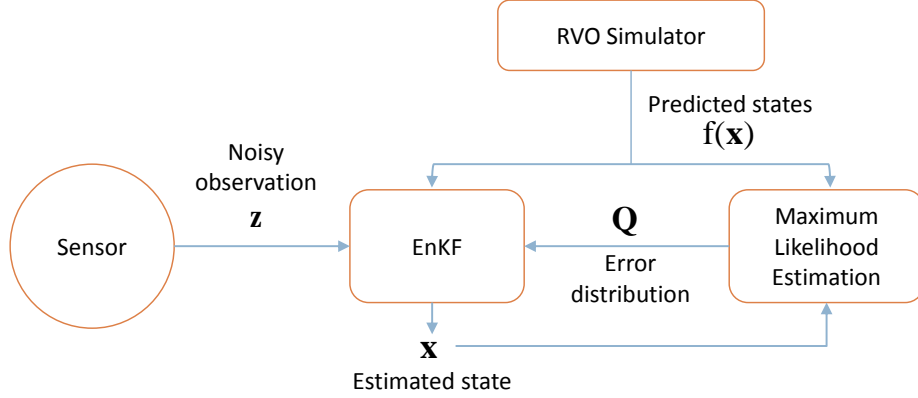 RVO Simulator
Predicted states
f(x)
Noisy
observation
z
Sensor
EnKF
Q
Error
distribution
Maximum
Likelihood
Estimation
x
Estimated state